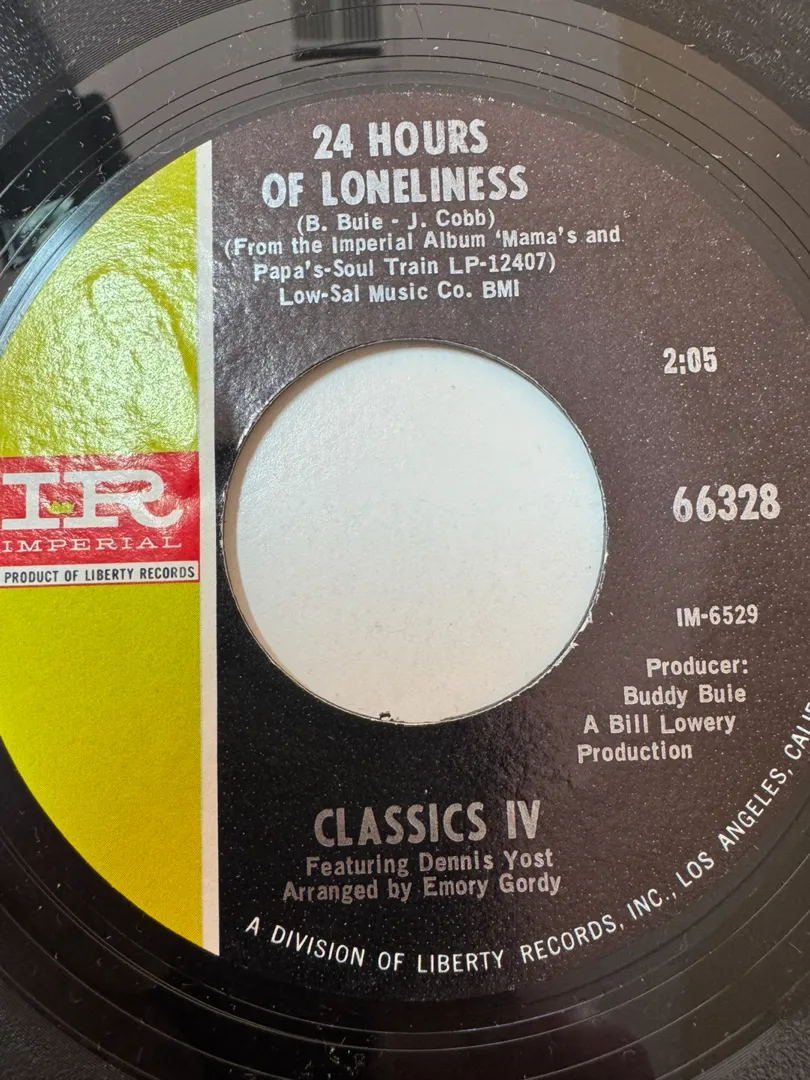 24 HOURS
OF LONELINESS
(B. Buie - J. Cobb)
(From the Imperial Album 'Mama's and
Papa's-Soul Train LP-12407)
Low-Sal Music Co. BMI
2:05
66328
IR
IMPERIAL
PRODUCT OF LIBERTY RECORDS
IM-6529
Producer:
Buddy Buie
A Bill Lowery
Production
CLASSICS IV
Featuring Dennis Yost
Arranged by Emory Gordy
A DIVISION OF LIBERTY RECORDS, INC., LOS ANGELES,